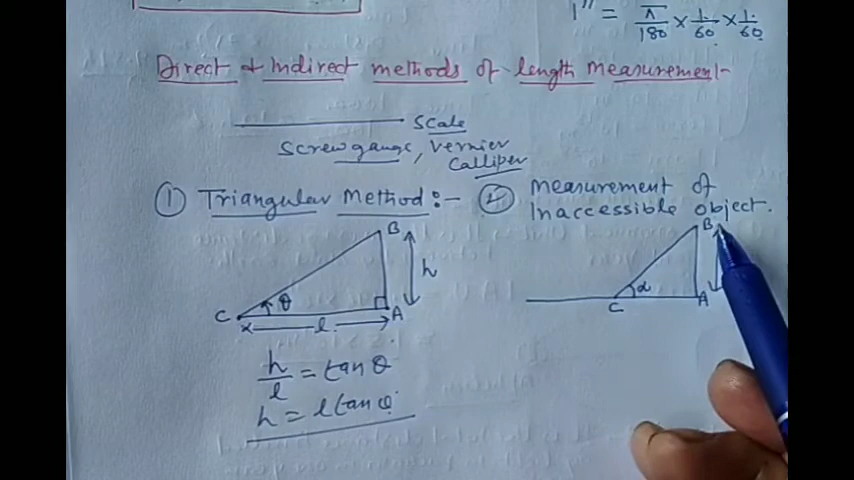 1" = π/180 × 1/60 × 1/60
Direct & Indirect methods of length measurement-
Scale
Screw gauge, Vernier
Calliper
① Triangular Method :-
B
h
θ
C
x
l
A
h/l = tan θ
h = l tan θ
② Measurement of
Inaccessible object.
B
α
C
A